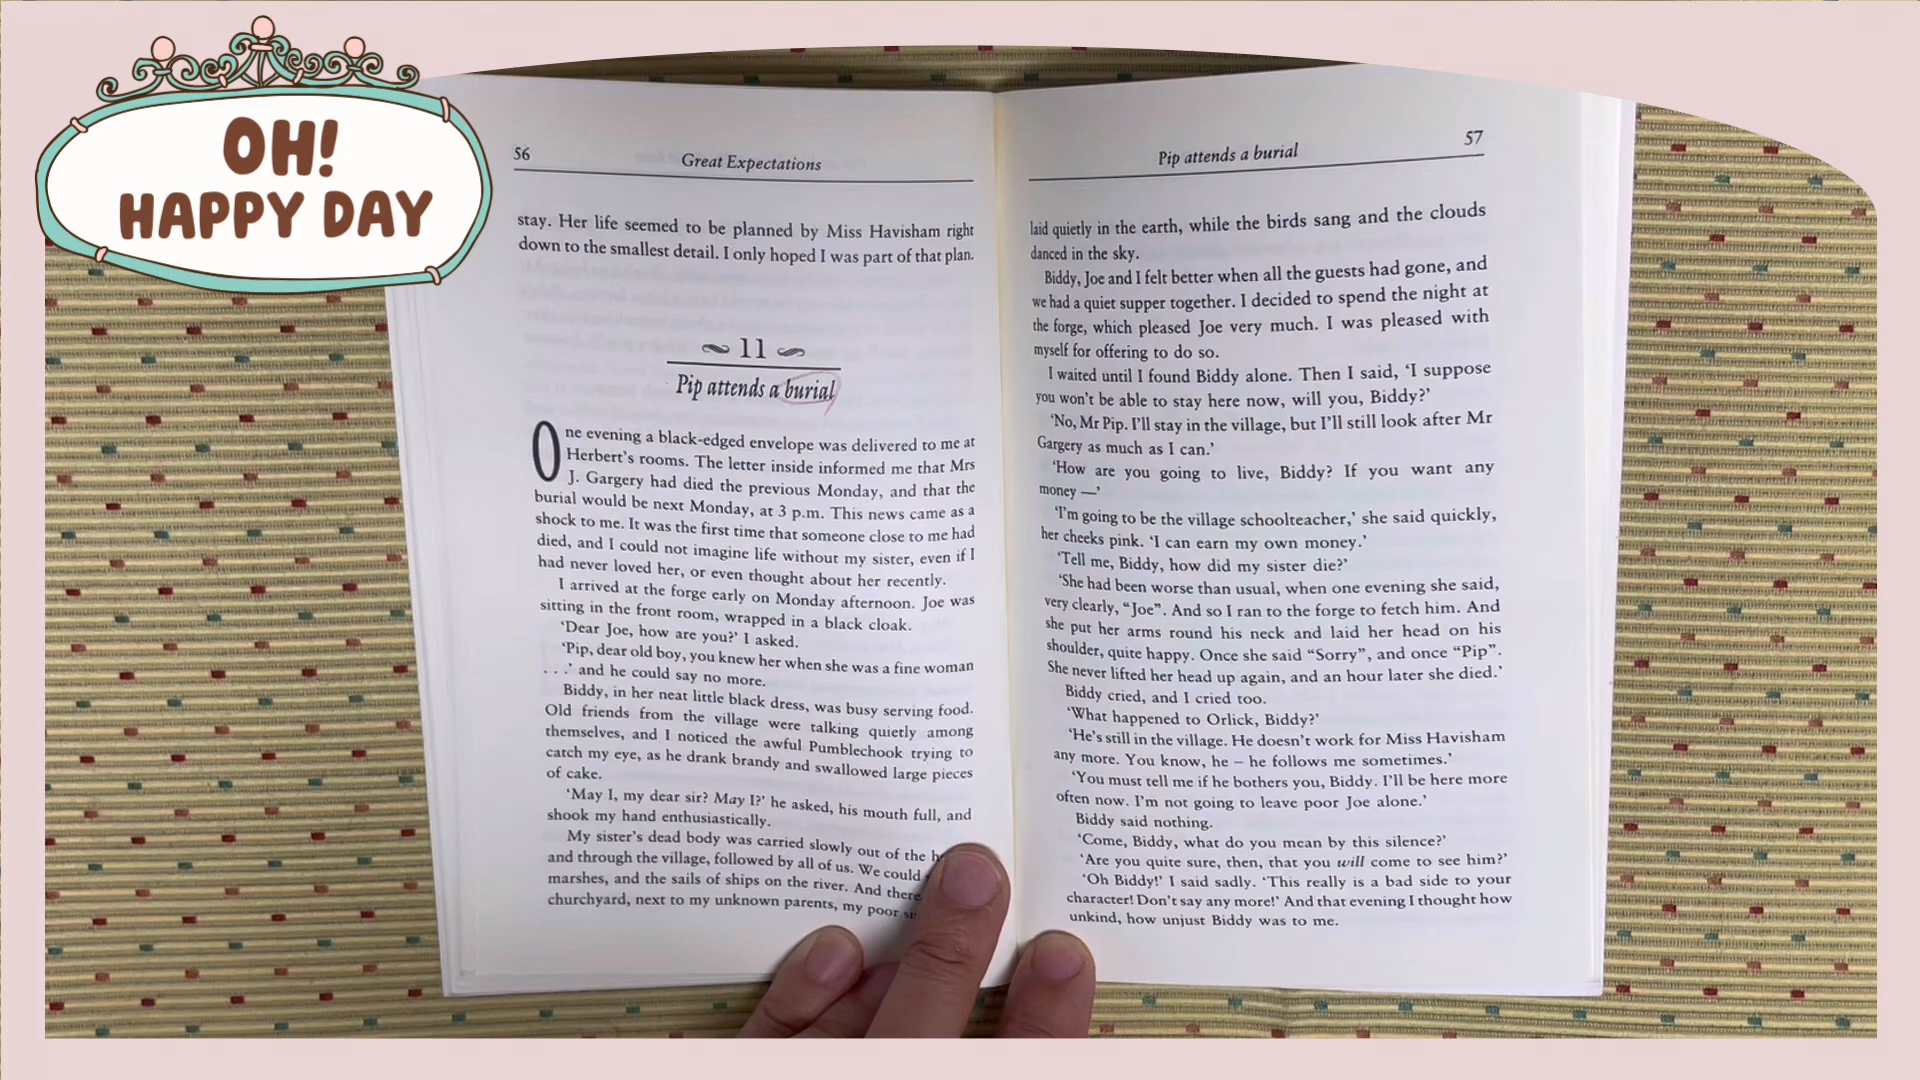 OH!
HAPPY DAY
56
Great Expectations
stay. Her life seemed to be planned by Miss Havisham right
down to the smallest detail. I only hoped I was part of that plan.
11
Pip attends a burial
One evening a black-edged envelope was delivered to me at
Herbert's rooms. The letter inside informed me that Mrs
J. Gargery had died the previous Monday, and that the
burial would be next Monday, at 3 p.m. This news came as a
shock to me. It was the first time that someone close to me had
died, and I could not imagine life without my sister, even if I
had never loved her, or even thought about her recently.
I arrived at the forge early on Monday afternoon. Joe was
sitting in the front room, wrapped in a black cloak.
‘Dear Joe, how are you?’ I asked.
‘Pip, dear old boy, you knew her when she was a fine woman
. . .’ and he could say no more.
Biddy, in her neat little black dress, was busy serving food.
Old friends from the village were talking quietly among
themselves, and I noticed the awful Pumblechook trying to
catch my eye, as he drank brandy and swallowed large pieces
of cake.
‘May I, my dear sir? May I?’ he asked, his mouth full, and
shook my hand enthusiastically.
My sister's dead body was carried slowly out of the
and through the village, followed by all of us. We could
marshes, and the sails of ships on the river. And there
churchyard, next to my unknown parents, my poor
Pip attends a burial
57
laid quietly in the earth, while the birds sang and the clouds
danced in the sky.
Biddy, Joe and I felt better when all the guests had gone, and
we had a quiet supper together. I decided to spend the night at
the forge, which pleased Joe very much. I was pleased with
myself for offering to do so.
I waited until I found Biddy alone. Then I said, ‘I suppose
you won't be able to stay here now, will you, Biddy?’
‘No, Mr Pip. I'll stay in the village, but I'll still look after Mr
Gargery as much as I can.’
‘How are you going to live, Biddy? If you want any
money —’
‘I'm going to be the village schoolteacher,’ she said quickly,
her cheeks pink. ‘I can earn my own money.’
‘Tell me, Biddy, how did my sister die?’
‘She had been worse than usual, when one evening she said,
very clearly, “Joe”. And so I ran to the forge to fetch him. And
she put her arms round his neck and laid her head on his
shoulder, quite happy. Once she said “Sorry”, and once “Pip”.
She never lifted her head up again, and an hour later she died.’
Biddy cried, and I cried too.
‘What happened to Orlick, Biddy?’
‘He's still in the village. He doesn't work for Miss Havisham
any more. You know, he – he follows me sometimes.’
‘You must tell me if he bothers you, Biddy. I'll be here more
often now. I'm not going to leave poor Joe alone.’
Biddy said nothing.
‘Come, Biddy, what do you mean by this silence?’
‘Are you quite sure, then, that you will come to see him?’
‘Oh Biddy!’ I said sadly. ‘This really is a bad side to your
character! Don't say any more!’ And that evening I thought how
unkind, how unjust Biddy was to me.